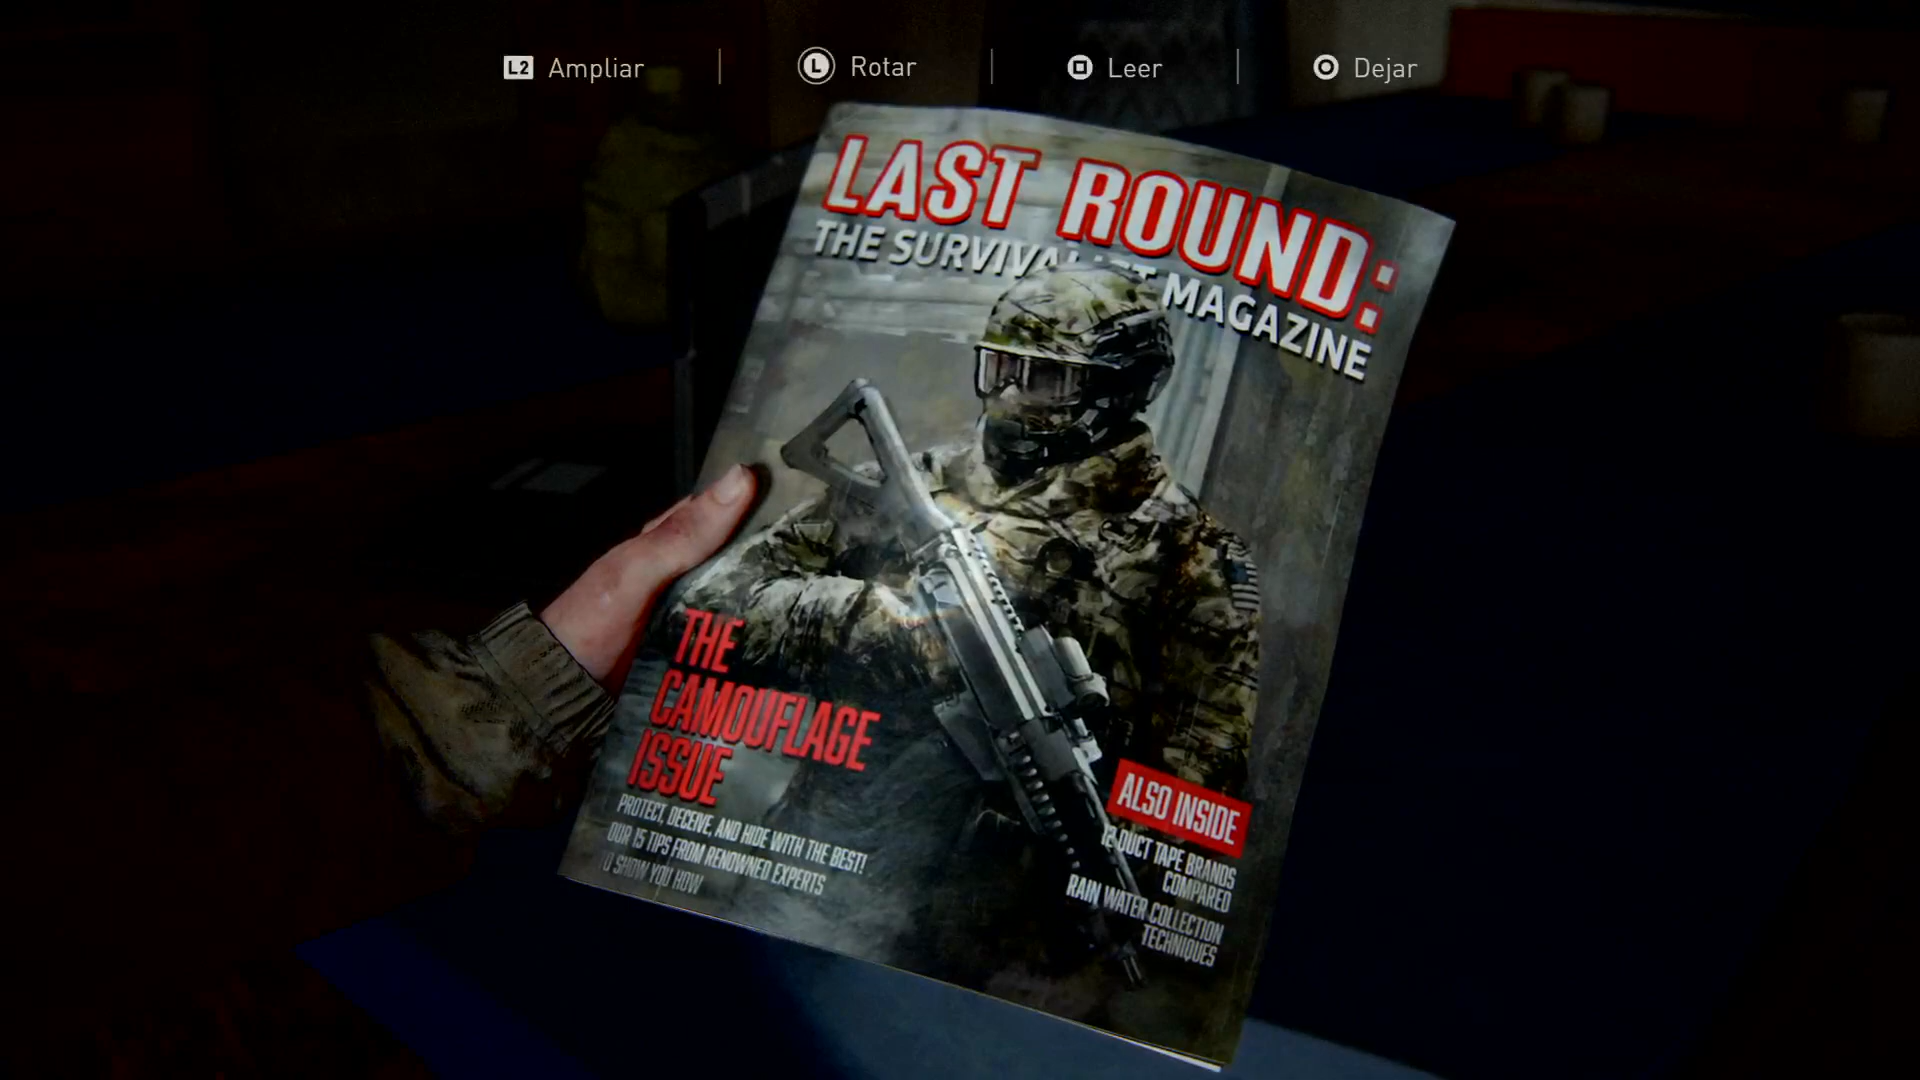 L2 Ampliar
L Rotar
Leer
Dejar
LAST ROUND:
THE SURVIVALIST MAGAZINE
THE
CAMOUFLAGE
ISSUE
PROTECT, DECEIVE, AND HIDE WITH THE BEST!
OUR 15 TIPS FROM RENOWNED EXPERTS
SHOW YOU HOW
ALSO INSIDE
12 DUCT TAPE BRANDS
COMPARED
RAIN WATER COLLECTION
TECHNIQUES